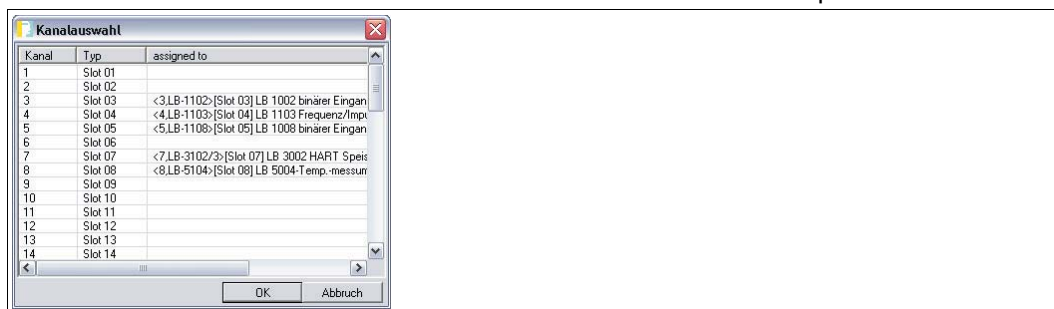 Kanalauswahl
Kanal Typ assigned to
1 Slot 01
2 Slot 02
3 Slot 03 <3,LB-1102>[Slot 03] LB 1002 binärer Eingan
4 Slot 04 <4,LB-1103>[Slot 04] LB 1103 Frequenz/Impu
5 Slot 05 <5,LB-1108>[Slot 05] LB 1008 binärer Eingan
6 Slot 06
7 Slot 07 <7,LB-3102/3>[Slot 07] LB 3002 HART Speis
8 Slot 08 <8,LB-5104>[Slot 08] LB 5004-Temp.-messun
9 Slot 09
10 Slot 10
11 Slot 11
12 Slot 12
13 Slot 13
14 Slot 14
OK Abbruch